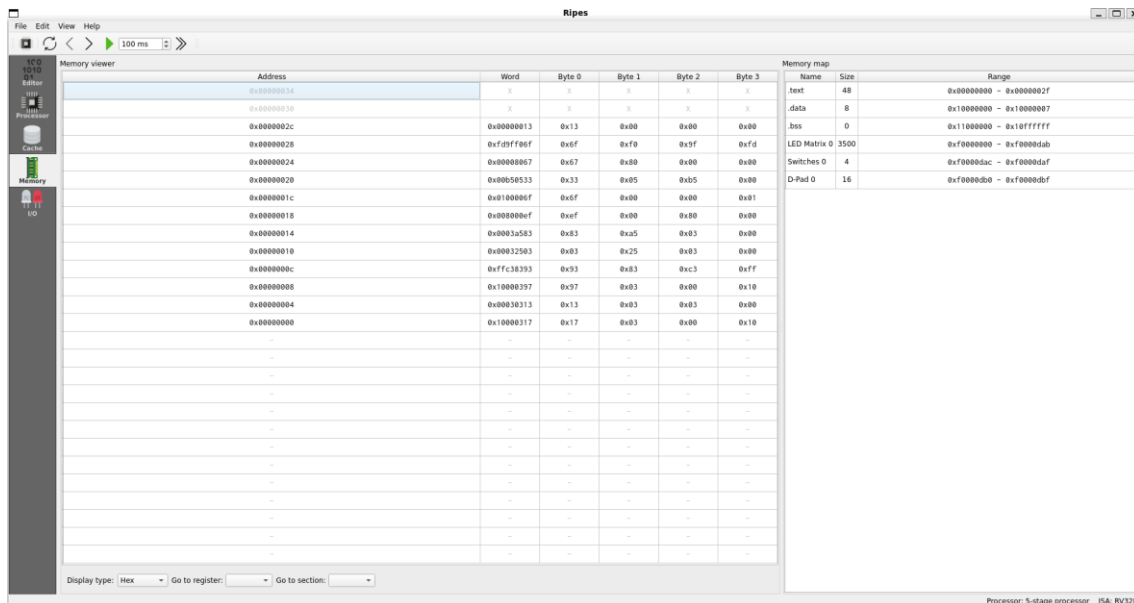 Ripes
File Edit View Help
100 ms
Editor
Processor
Cache
Memory
I/O
Memory viewer
Address Word Byte 0 Byte 1 Byte 2 Byte 3
0x00000034 X X X X X
0x00000030 X X X X X
0x0000002c 0x00000013 0x13 0x00 0x00 0x00
0x00000028 0xfd9ff06f 0x6f 0xf0 0x9f 0xfd
0x00000024 0x00008067 0x67 0x80 0x00 0x00
0x00000020 0x00b50533 0x33 0x05 0xb5 0x00
0x0000001c 0x0100006f 0x6f 0x00 0x00 0x01
0x00000018 0x008000ef 0xef 0x00 0x80 0x00
0x00000014 0x0003a583 0x83 0xa5 0x03 0x00
0x00000010 0x00032503 0x03 0x25 0x03 0x00
0x0000000c 0xffc38393 0x93 0x83 0xc3 0xff
0x00000008 0x10000397 0x97 0x03 0x00 0x10
0x00000004 0x00030313 0x13 0x03 0x03 0x00
0x00000000 0x10000317 0x17 0x03 0x00 0x10
Display type: Hex Go to register: Go to section:
Memory map
Name Size Range
.text 48 0x00000000 - 0x0000002f
.data 8 0x10000000 - 0x10000007
.bss 0 0x11000000 - 0x10ffffff
LED Matrix 0 3500 0xf0000000 - 0xf0000dab
Switches 0 4 0xf0000dac - 0xf0000daf
D-Pad 0 16 0xf0000db0 - 0xf0000dbf
Processor: 5-stage processor ISA: RV32